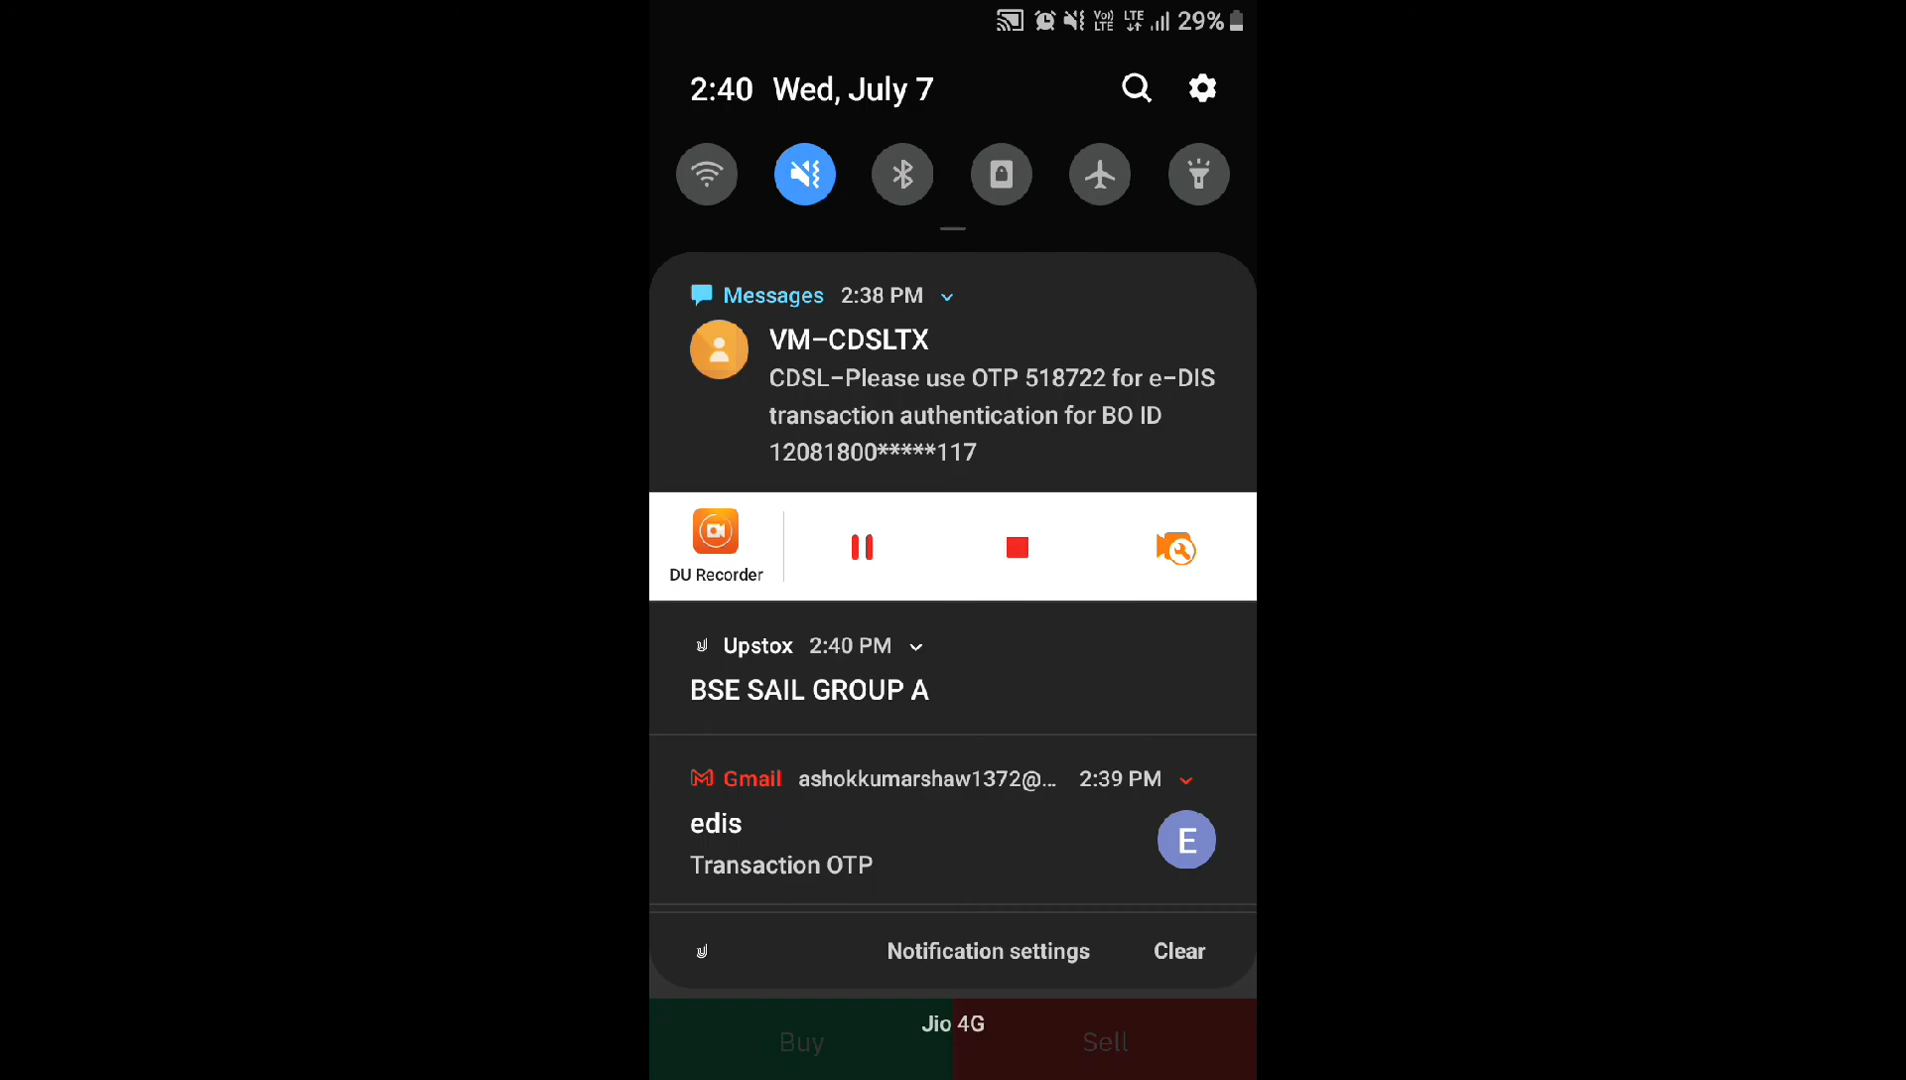 29%
2:40 Wed, July 7
Messages 2:38 PM
VM-CDSLTX
CDSL-Please use OTP 518722 for e-DIS
transaction authentication for BO ID
12081800*****117
DU Recorder
Upstox 2:40 PM
BSE SAIL GROUP A
Gmail ashokkumarshaw1372@... 2:39 PM
edis
E
Transaction OTP
Notification settings Clear
Jio 4G
Buy Sell